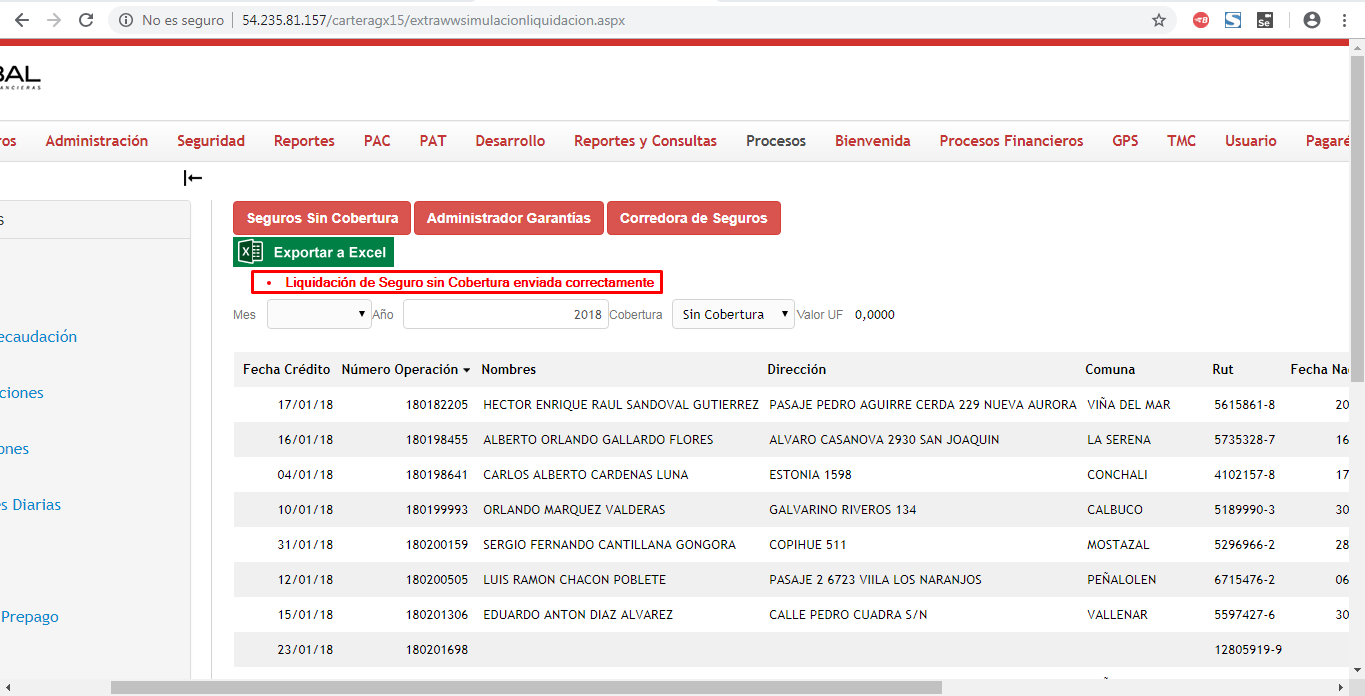 No es seguro 54.235.81.157/carteragx15/extrawwsimulacionliquidacion.aspx
BAL
ros Administración Seguridad Reportes PAC PAT Desarrollo Reportes y Consultas Procesos Bienvenida Procesos Financieros GPS TMC Usuario Pagaré
s
Seguros Sin Cobertura Administrador Garantías Corredora de Seguros
Exportar a Excel
• Liquidación de Seguro sin Cobertura enviada correctamente
Mes Año 2018 Cobertura Sin Cobertura Valor UF 0,0000
ecaudación
ciones
ones
s Diarias
Prepago
Fecha Crédito Número Operación Nombres Dirección Comuna Rut Fecha Na
17/01/18 180182205 HECTOR ENRIQUE RAUL SANDOVAL GUTIERREZ PASAJE PEDRO AGUIRRE CERDA 229 NUEVA AURORA VIÑA DEL MAR 5615861-8 20
16/01/18 180198455 ALBERTO ORLANDO GALLARDO FLORES ALVARO CASANOVA 2930 SAN JOAQUIN LA SERENA 5735328-7 16
04/01/18 180198641 CARLOS ALBERTO CARDENAS LUNA ESTONIA 1598 CONCHALI 4102157-8 17
10/01/18 180199993 ORLANDO MARQUEZ VALDERAS GALVARINO RIVEROS 134 CALBUCO 5189990-3 30
31/01/18 180200159 SERGIO FERNANDO CANTILLANA GONGORA COPIHUE 511 MOSTAZAL 5296966-2 28
12/01/18 180200505 LUIS RAMON CHACON POBLETE PASAJE 2 6723 VIILA LOS NARANJOS PEÑALOLEN 6715476-2 06
15/01/18 180201306 EDUARDO ANTON DIAZ ALVAREZ CALLE PEDRO CUADRA S/N VALLENAR 5597427-6 30
23/01/18 180201698 12805919-9